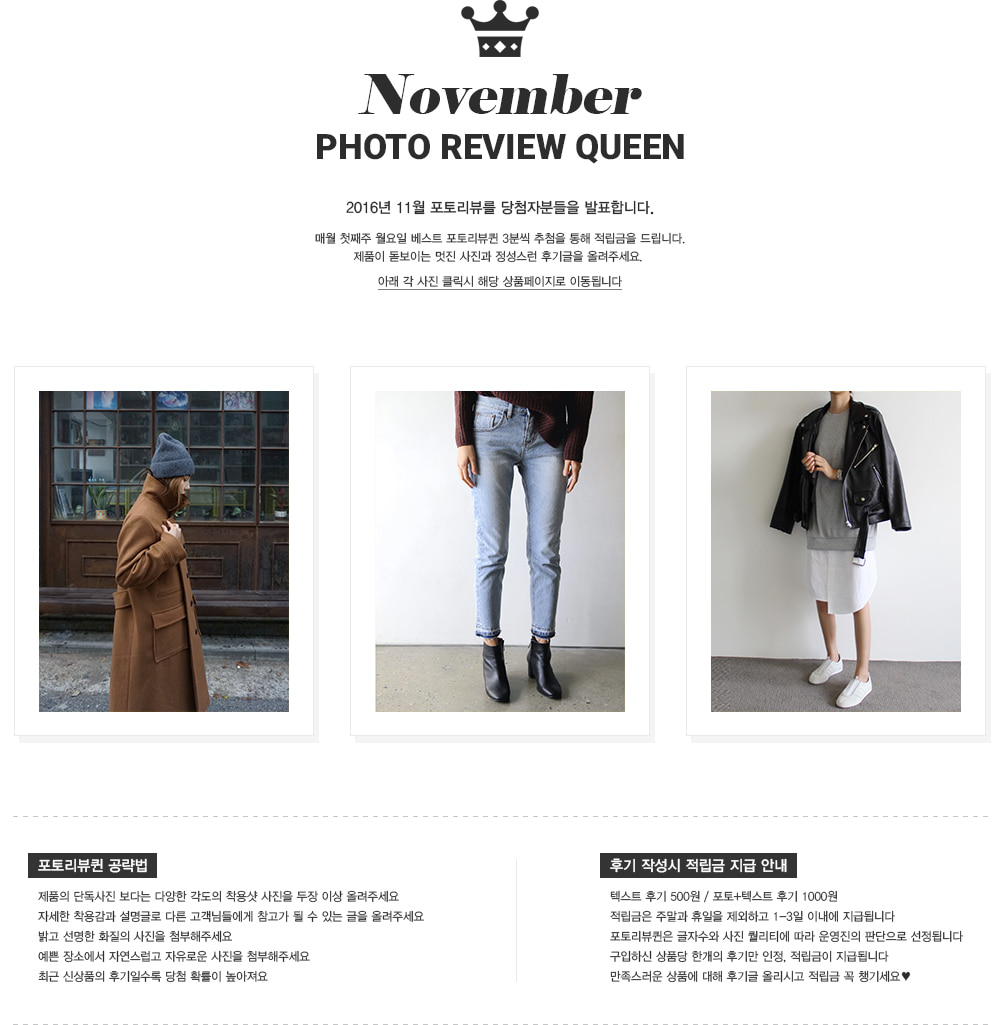 November
PHOTO REVIEW QUEEN
2016년 11월 포토리뷰를 당첨자분들을 발표합니다.
매월 첫째주 월요일 베스트 포토리뷰퀸 3분씩 추첨을 통해 적립금을 드립니다.
제품이 돋보이는 멋진 사진과 정성스런 후기글을 올려주세요.
아래 각 사진 클릭시 해당 상품페이지로 이동됩니다
포토리뷰퀸 공략법
제품의 단독사진 보다는 다양한 각도의 착용샷 사진을 두장 이상 올려주세요
자세한 착용감과 설명글로 다른 고객님들에게 참고가 될 수 있는 글을 올려주세요
밝고 선명한 화질의 사진을 첨부해주세요
예쁜 장소에서 자연스럽고 자유로운 사진을 첨부해주세요
최근 신상품의 후기일수록 당첨 확률이 높아져요
후기 작성시 적립금 지급 안내
텍스트 후기 500원 / 포토+텍스트 후기 1000원
적립금은 주말과 휴일을 제외하고 1-3일 이내에 지급됩니다
포토리뷰퀸은 글자수와 사진 퀄리티에 따라 운영진의 판단으로 선정됩니다
구입하신 상품당 한개의 후기만 인정, 적립금이 지급됩니다
만족스러운 상품에 대해 후기글 올리시고 적립금 꼭 챙기세요♥